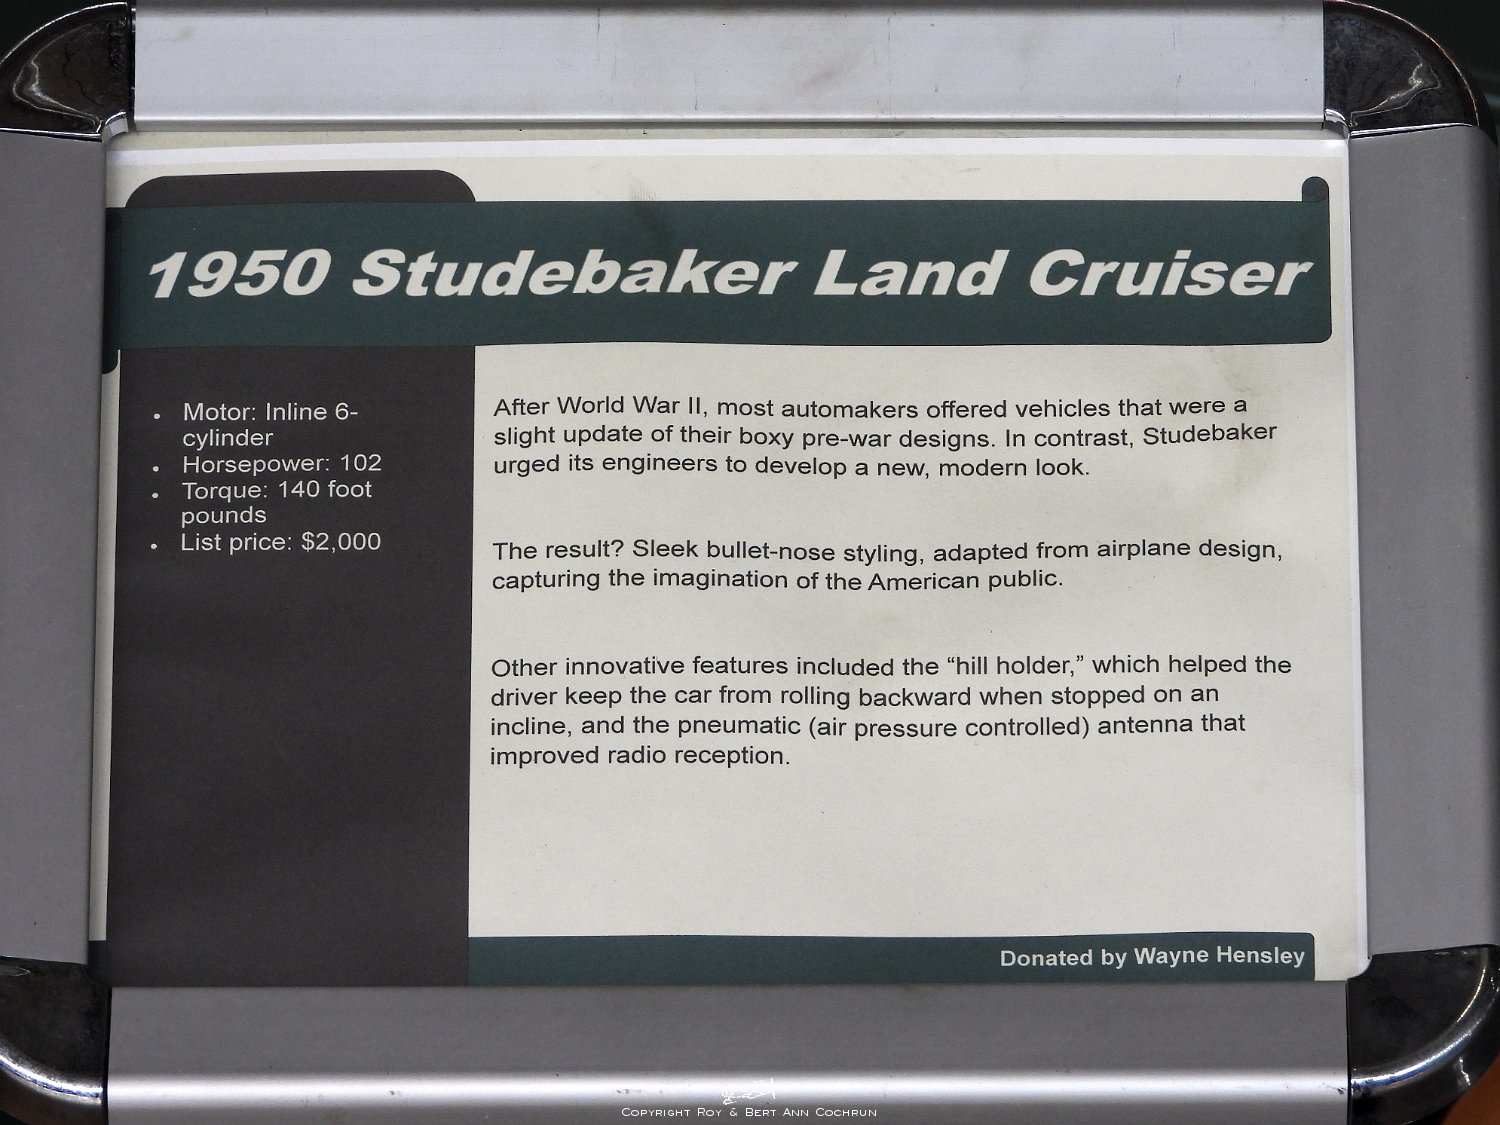 1950 Studebaker Land Cruiser
• Motor: Inline 6-
cylinder
• Horsepower: 102
• Torque: 140 foot
pounds
• List price: $2,000
After World War II, most automakers offered vehicles that were a
slight update of their boxy pre-war designs. In contrast, Studebaker
urged its engineers to develop a new, modern look.
The result? Sleek bullet-nose styling, adapted from airplane design,
capturing the imagination of the American public.
Other innovative features included the “hill holder,” which helped the
driver keep the car from rolling backward when stopped on an
incline, and the pneumatic (air pressure controlled) antenna that
improved radio reception.
Donated by Wayne Hensley
Copyright Roy & Bert Ann Cochrun